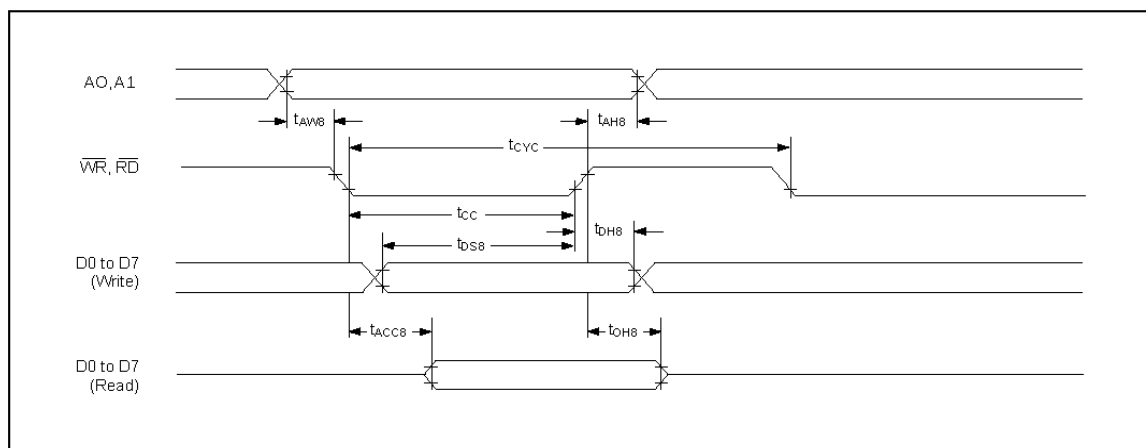 AO,A1
tAW8
tAH8
tCYC
WR, RD
tCC
tDH8
tDS8
D0 to D7
(Write)
tACC8
tOH8
D0 to D7
(Read)